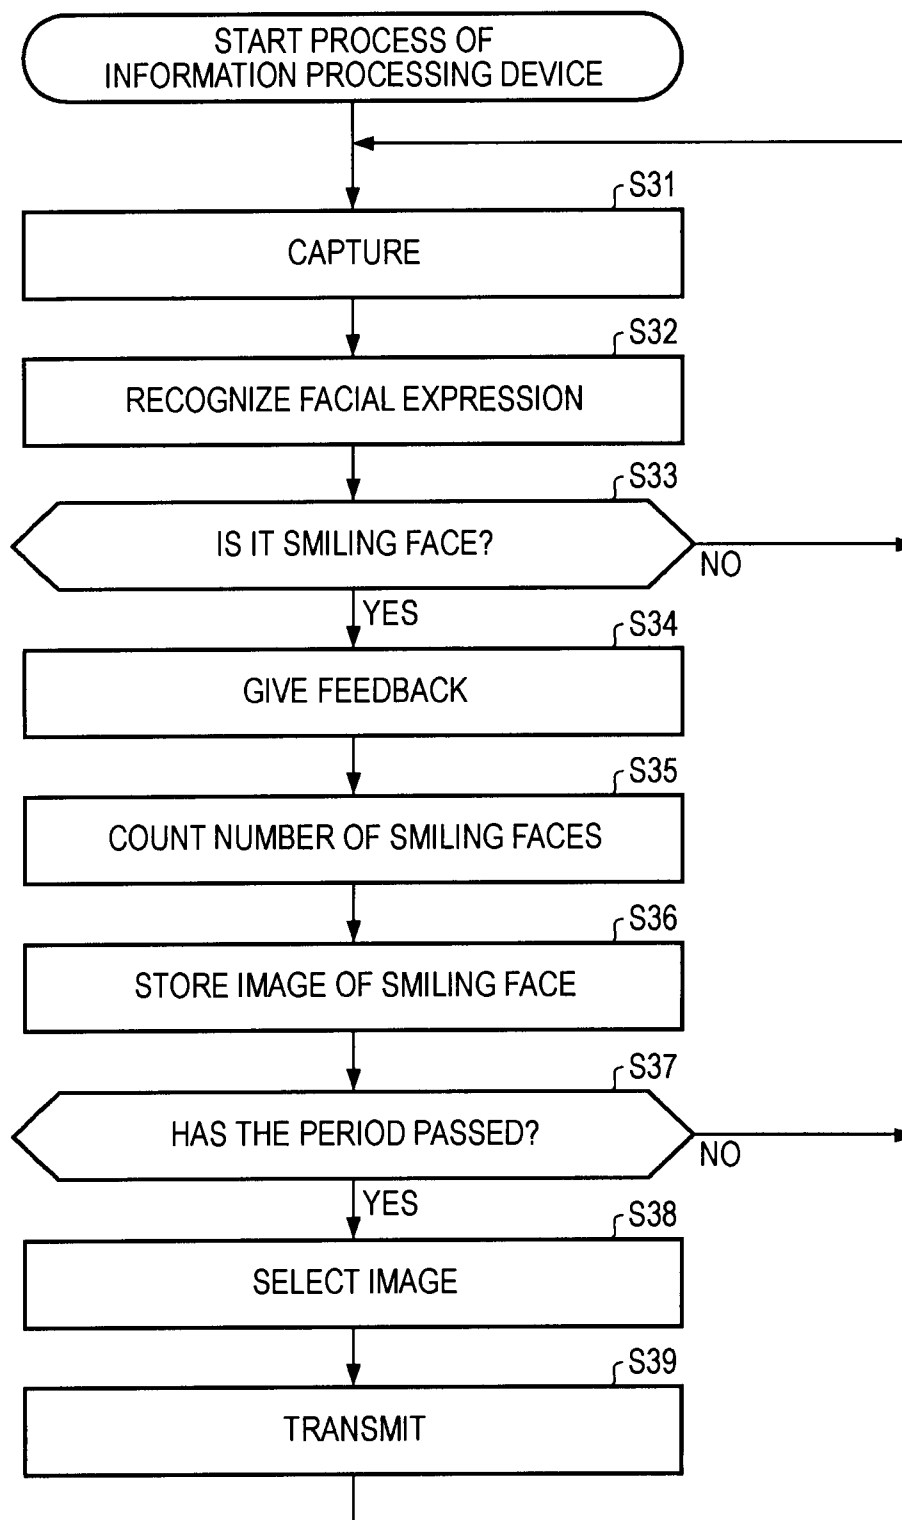 START PROCESS OF
INFORMATION PROCESSING DEVICE
S31
CAPTURE
S32
RECOGNIZE FACIAL EXPRESSION
S33
IS IT SMILING FACE?
NO
YES
S34
GIVE FEEDBACK
S35
COUNT NUMBER OF SMILING FACES
S36
STORE IMAGE OF SMILING FACE
S37
HAS THE PERIOD PASSED?
NO
YES
S38
SELECT IMAGE
S39
TRANSMIT